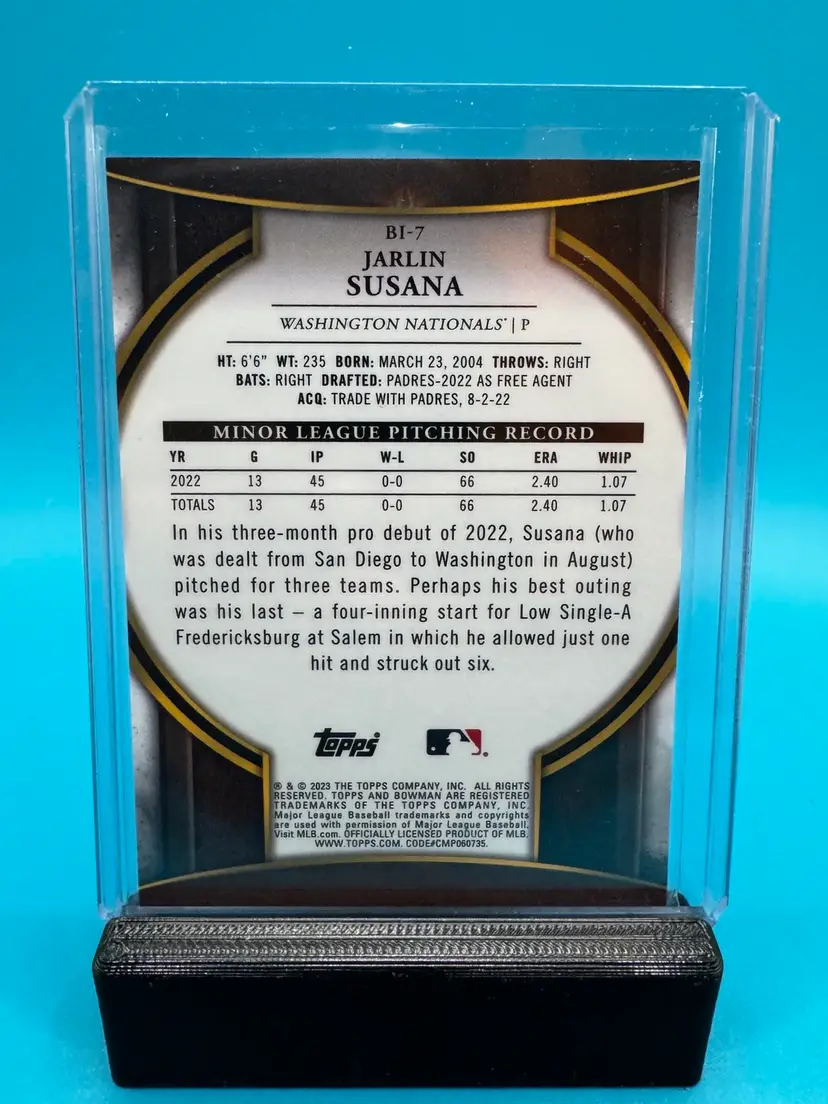 BI-7
JARLIN
SUSANA
WASHINGTON NATIONALS® | P
HT: 6'6" WT: 235 BORN: MARCH 23, 2004 THROWS: RIGHT
BATS: RIGHT DRAFTED: PADRES-2022 AS FREE AGENT
ACQ: TRADE WITH PADRES, 8-2-22
MINOR LEAGUE PITCHING RECORD
YR G IP W-L SO ERA WHIP
2022 13 45 0-0 66 2.40 1.07
TOTALS 13 45 0-0 66 2.40 1.07
In his three-month pro debut of 2022, Susana (who
was dealt from San Diego to Washington in August)
pitched for three teams. Perhaps his best outing
was his last – a four-inning start for Low Single-A
Fredericksburg at Salem in which he allowed just one
hit and struck out six.
topps
® & © 2023 THE TOPPS COMPANY, INC. ALL RIGHTS
RESERVED. TOPPS AND BOWMAN ARE REGISTERED
TRADEMARKS OF THE TOPPS COMPANY, INC.
Major League Baseball trademarks and copyrights
are used with permission of Major League Baseball.
Visit MLB.com. OFFICIALLY LICENSED PRODUCT OF MLB.
WWW.TOPPS.COM. CODE#CMP060735.